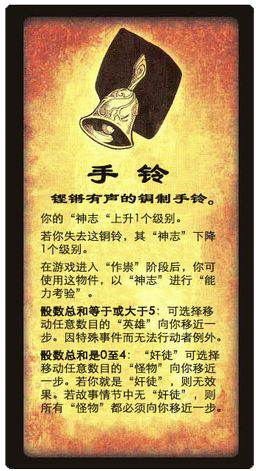 手 铃
铿锵有声的铜制手铃。
你的“神志“上升1个级别。
若你失去这铜铃，其“神志”下降
1个级别。
在游戏进入“作祟”阶段后，你可
使用这物件，以“神志”进行“能
力考验”。
骰数总和等于或大于5：可选择移
动任意数目的“英雄”向你移近一
步。因特殊事件而无法行动者例外。
骰数总和是0至4：“奸徒”可选择
移动任意数目的“怪物”向你移近
一步。若你就是“奸徒”，则无效
果。若故事情节中无“奸徒”，则
所有“怪物”都必须向你移近一步。